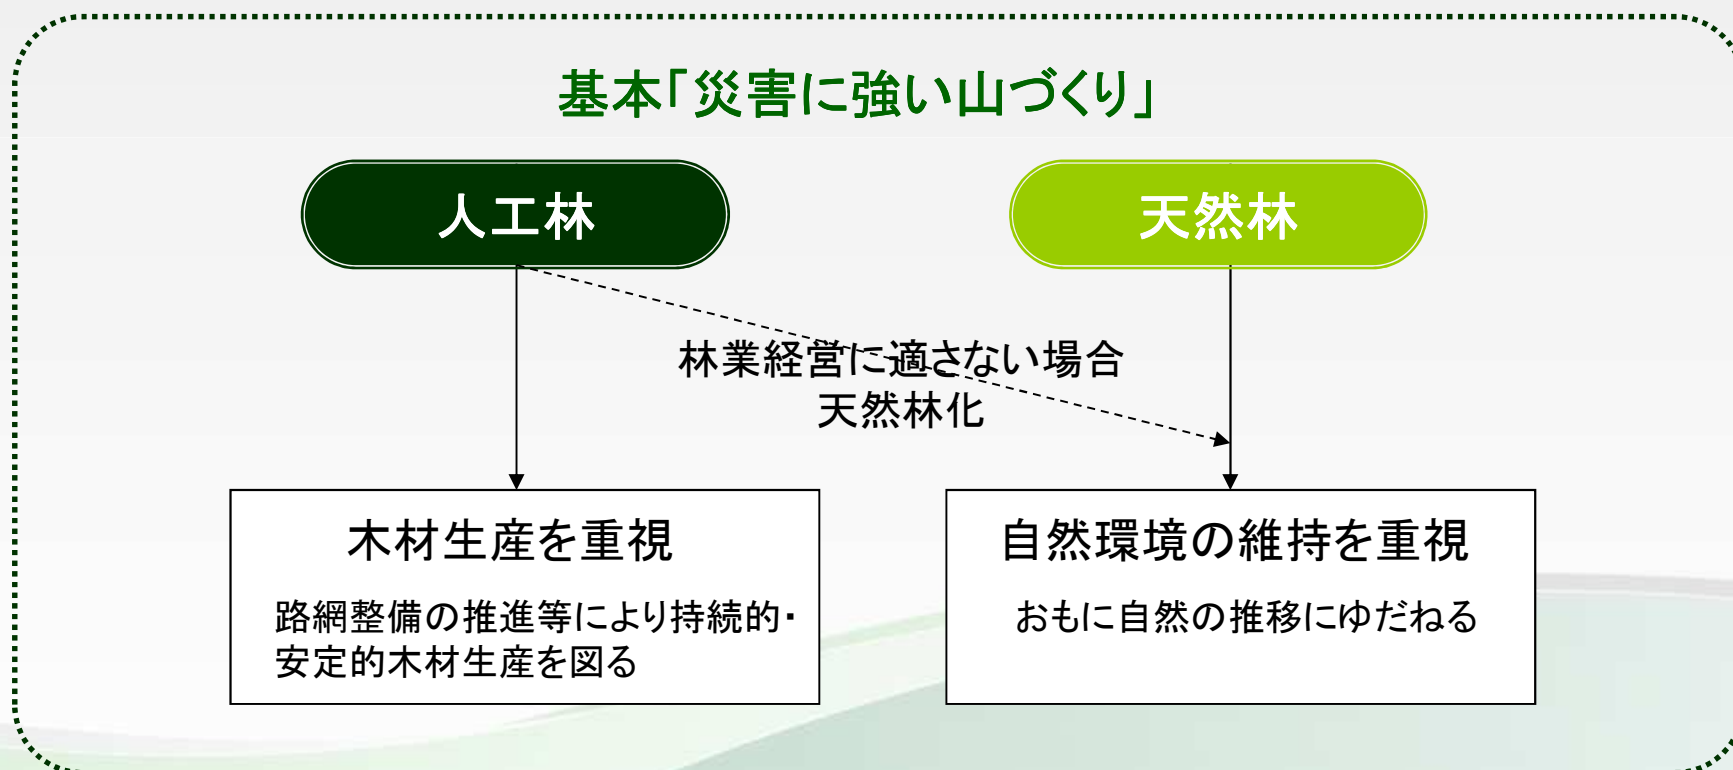 基本「災害に強い山づくり」
人工林
天然林
林業経営に適さない場合
天然林化
木材生産を重視
路網整備の推進等により持続的・
安定的木材生産を図る
自然環境の維持を重視
おもに自然の推移にゆだねる